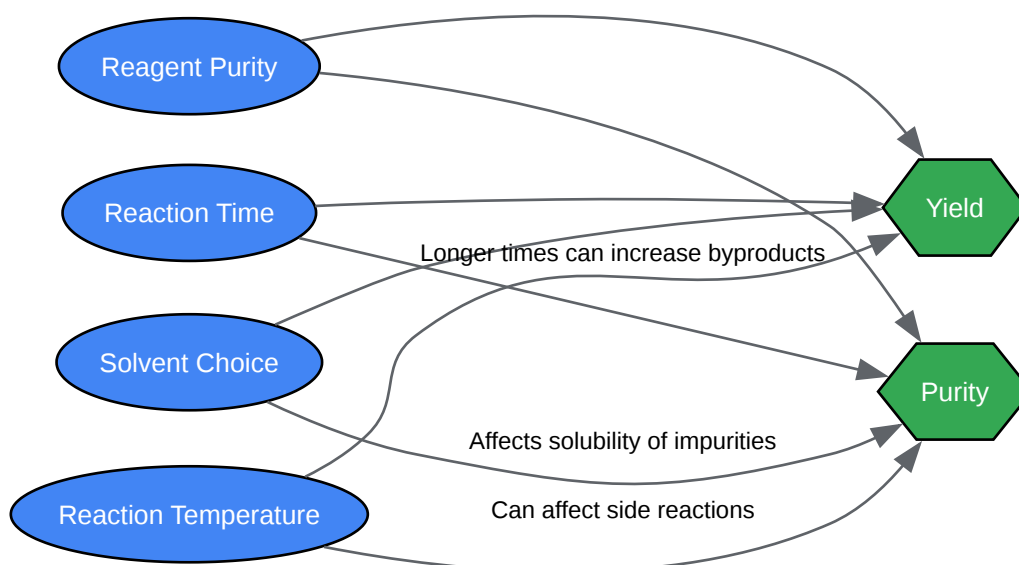 Reagent Purity
Reaction Time
Yield
Longer times can increase byproducts
Solvent Choice
Purity
Affects solubility of impurities
Reaction Temperature
Can affect side reactions